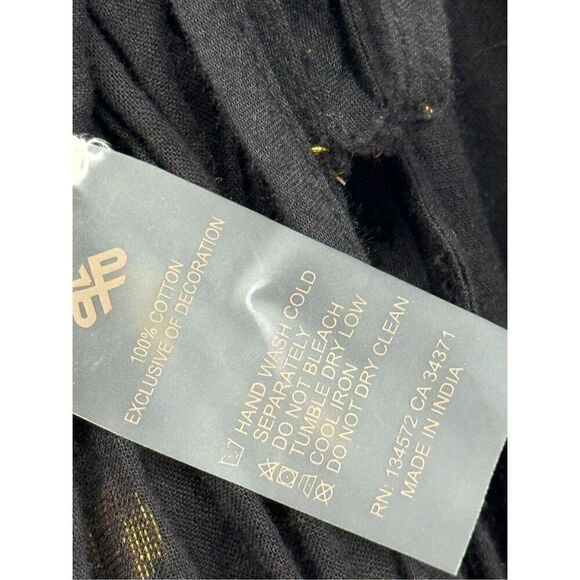 100% COTTON
EXCLUSIVE OF DECORATION
HAND WASH COLD
SEPARATELY
DO NOT BLEACH
TUMBLE DRY LOW
COOL IRON
DO NOT DRY CLEAN
RN: 134572 CA 34371
MADE IN INDIA